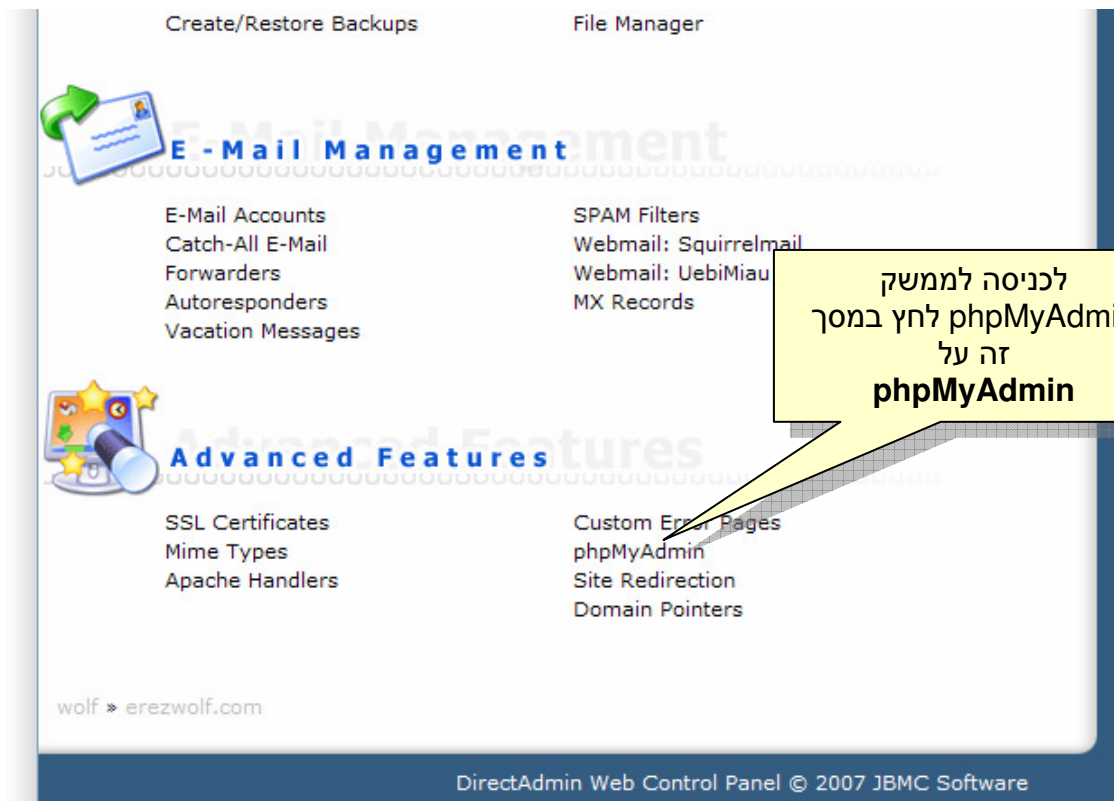 Create/Restore Backups
File Manager
E-Mail Management
E-Mail Accounts
Catch-All E-Mail
Forwarders
Autoresponders
Vacation Messages
SPAM Filters
Webmail: Squirrelmail
Webmail: UebiMiau
MX Records
לכניסה לממשק
phpMyAdmi לחץ במסך
זה על
phpMyAdmin
Advanced Features
SSL Certificates
Mime Types
Apache Handlers
Custom Error Pages
phpMyAdmin
Site Redirection
Domain Pointers
wolf » erezwolf.com
DirectAdmin Web Control Panel © 2007 JBMC Software